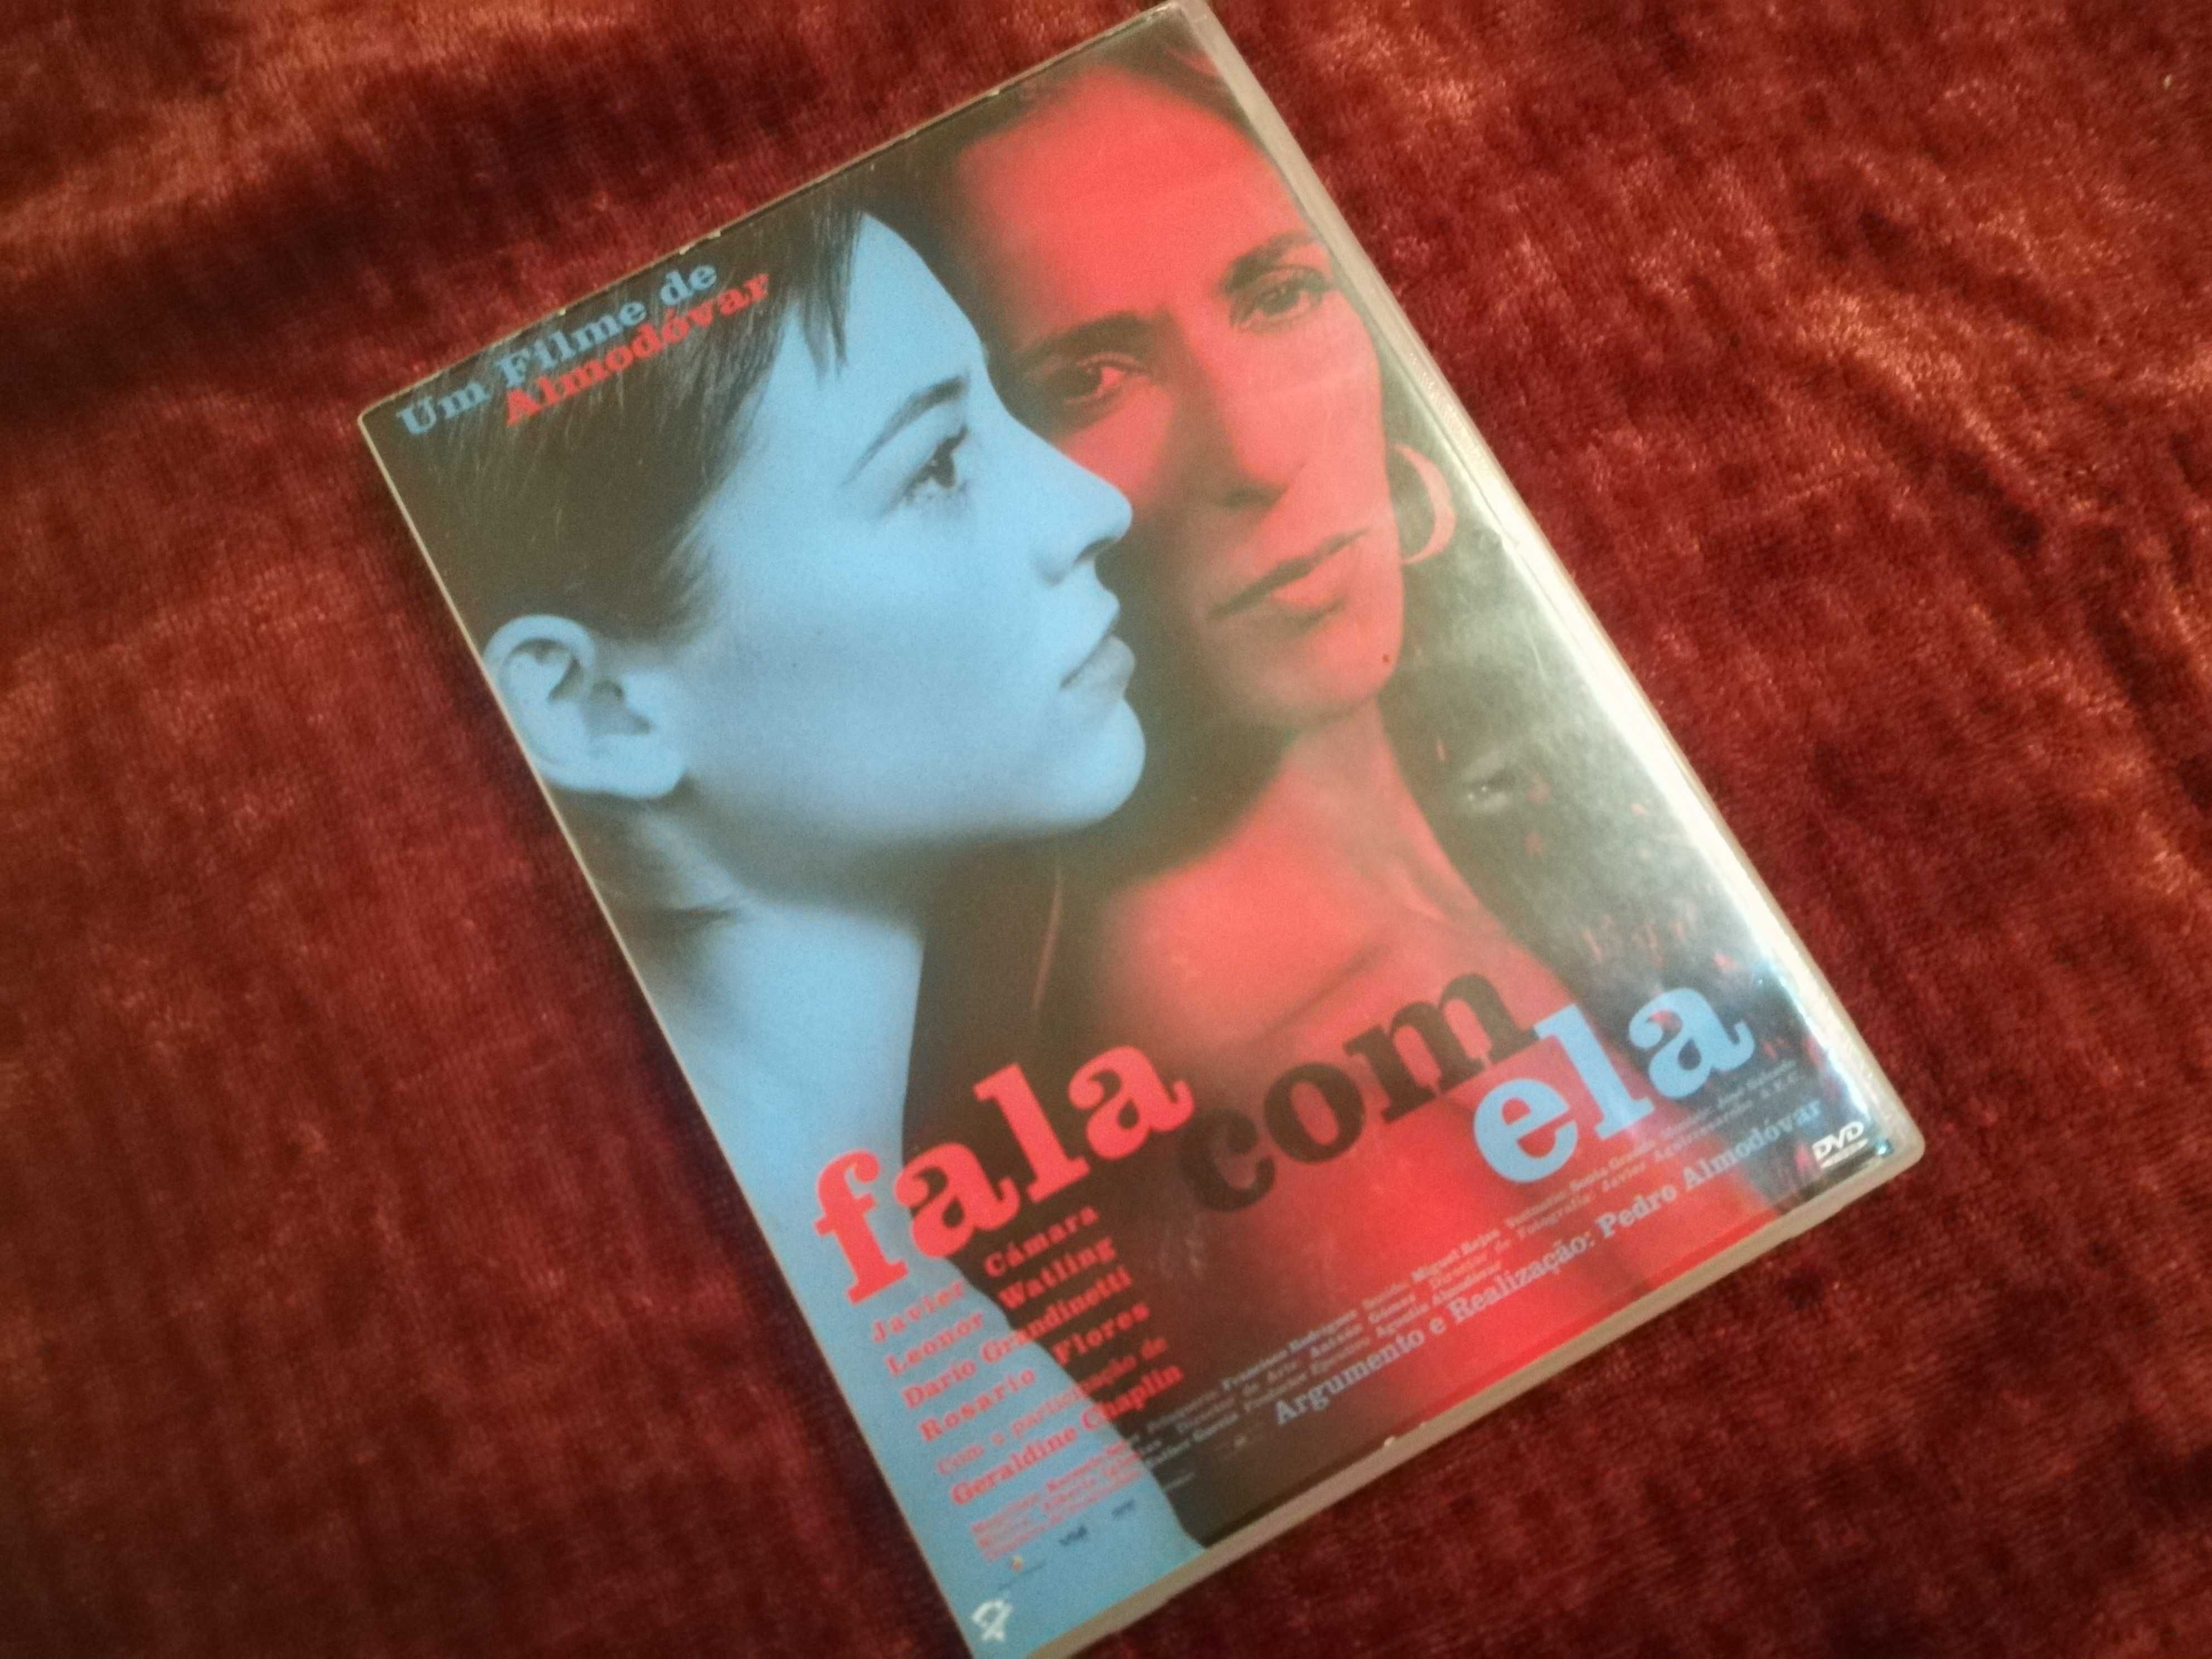 Um Filme de
Almodóvar
fala
com
ela
Javier Cámara
Leonor Watling
Darío Grandinetti
Rosario Flores
Com a participação de
Geraldine Chaplin
Argumento e Realização: Pedro Almodóvar
DVD